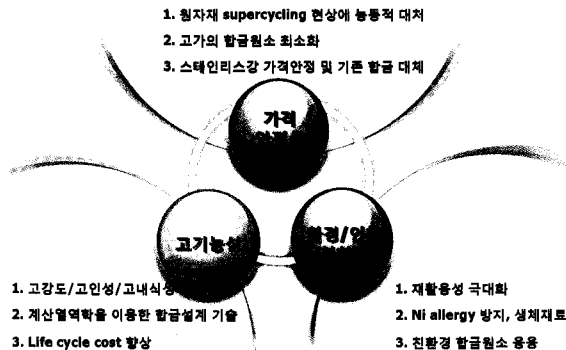 1. 원자재 supercycling 현상에 능동적 대처
2. 고가의 합금원소 최소화
3. 스테인리스강 가격안정 및 기존 합금 대체
가격
고기능성
1. 고강도/고인성/고내식성
2. 계산열역학을 이용한 합금설계 기술
3. Life cycle cost 향상
1. 재활용성 극대화
2. Ni allergy 방지, 생체재료
3. 친환경 합금원소 응용